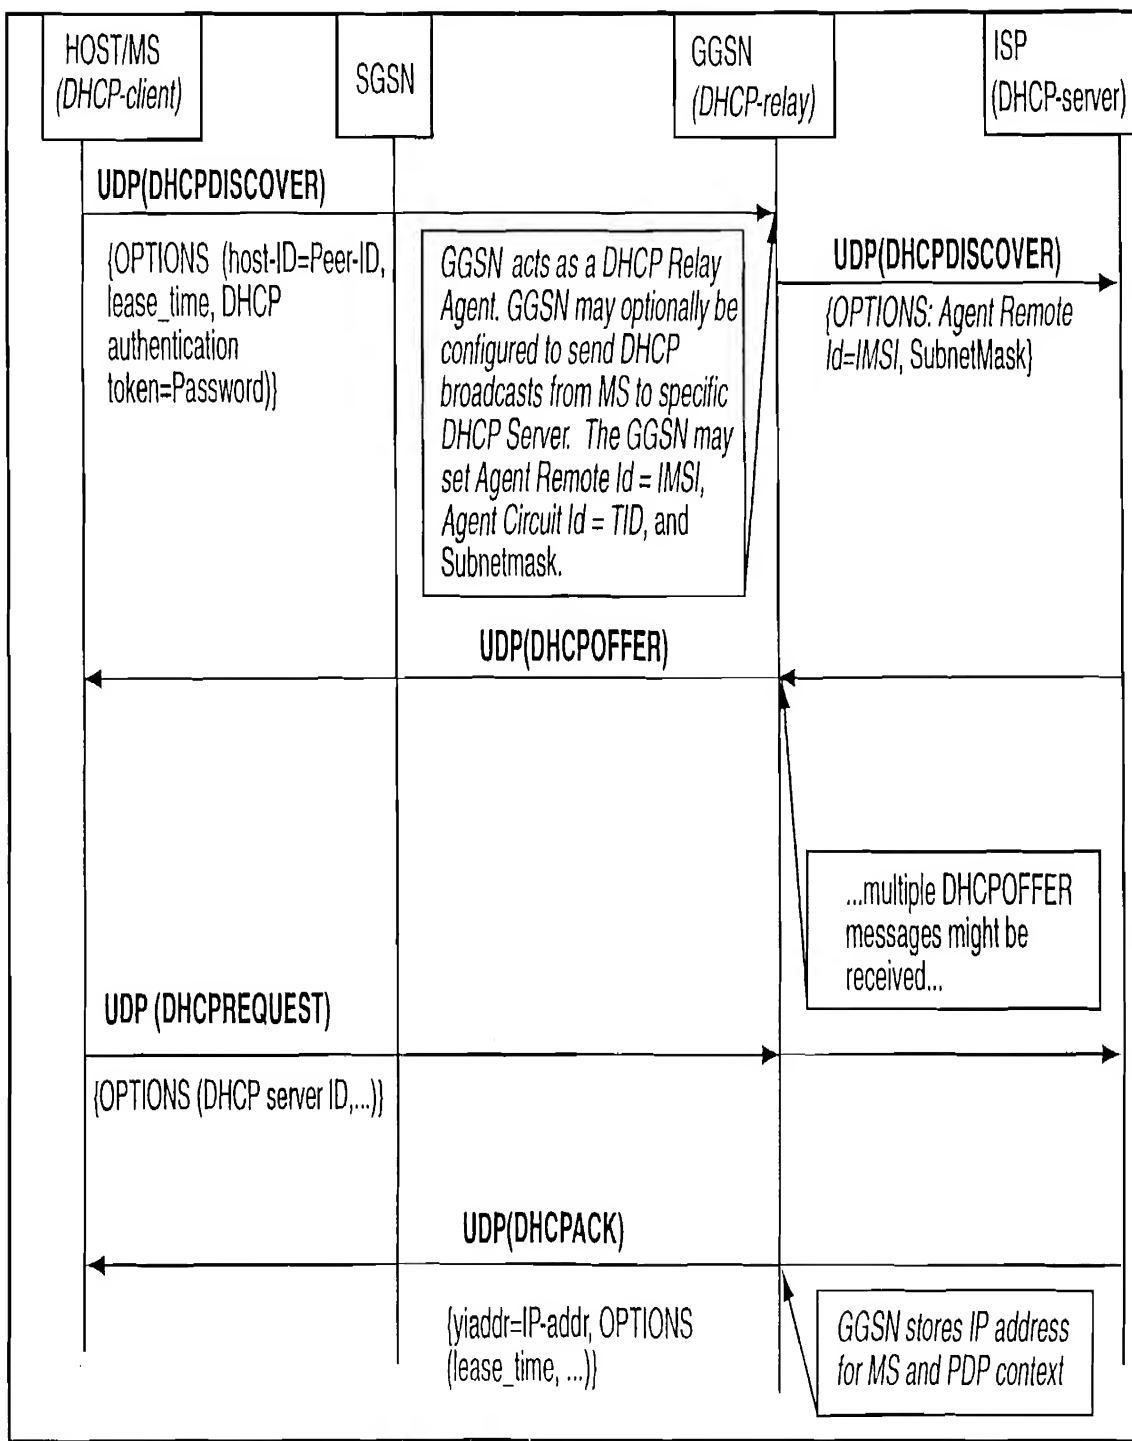 HOST/MS
(DHCP-client)
SGSN
GGSN
(DHCP-relay)
ISP
(DHCP-server)
UDP(DHCPDISCOVER)
{OPTIONS (host-ID=Peer-ID,
lease_time, DHCP
authentication
token=Password)}
GGSN acts as a DHCP Relay
Agent. GGSN may optionally be
configured to send DHCP
broadcasts from MS to specific
DHCP Server. The GGSN may
set Agent Remote Id = IMSI,
Agent Circuit Id = TID, and
Subnetmask.
UDP(DHCPDISCOVER)
{OPTIONS: Agent Remote
Id=IMSI, SubnetMask}
UDP(DHCPOFFER)
...multiple DHCPOFFER
messages might be
received...
UDP (DHCPREQUEST)
{OPTIONS (DHCP server ID,...)}
UDP(DHCPACK)
{yiaddr=IP-addr, OPTIONS
(lease_time, ...)}
GGSN stores IP address
for MS and PDP context